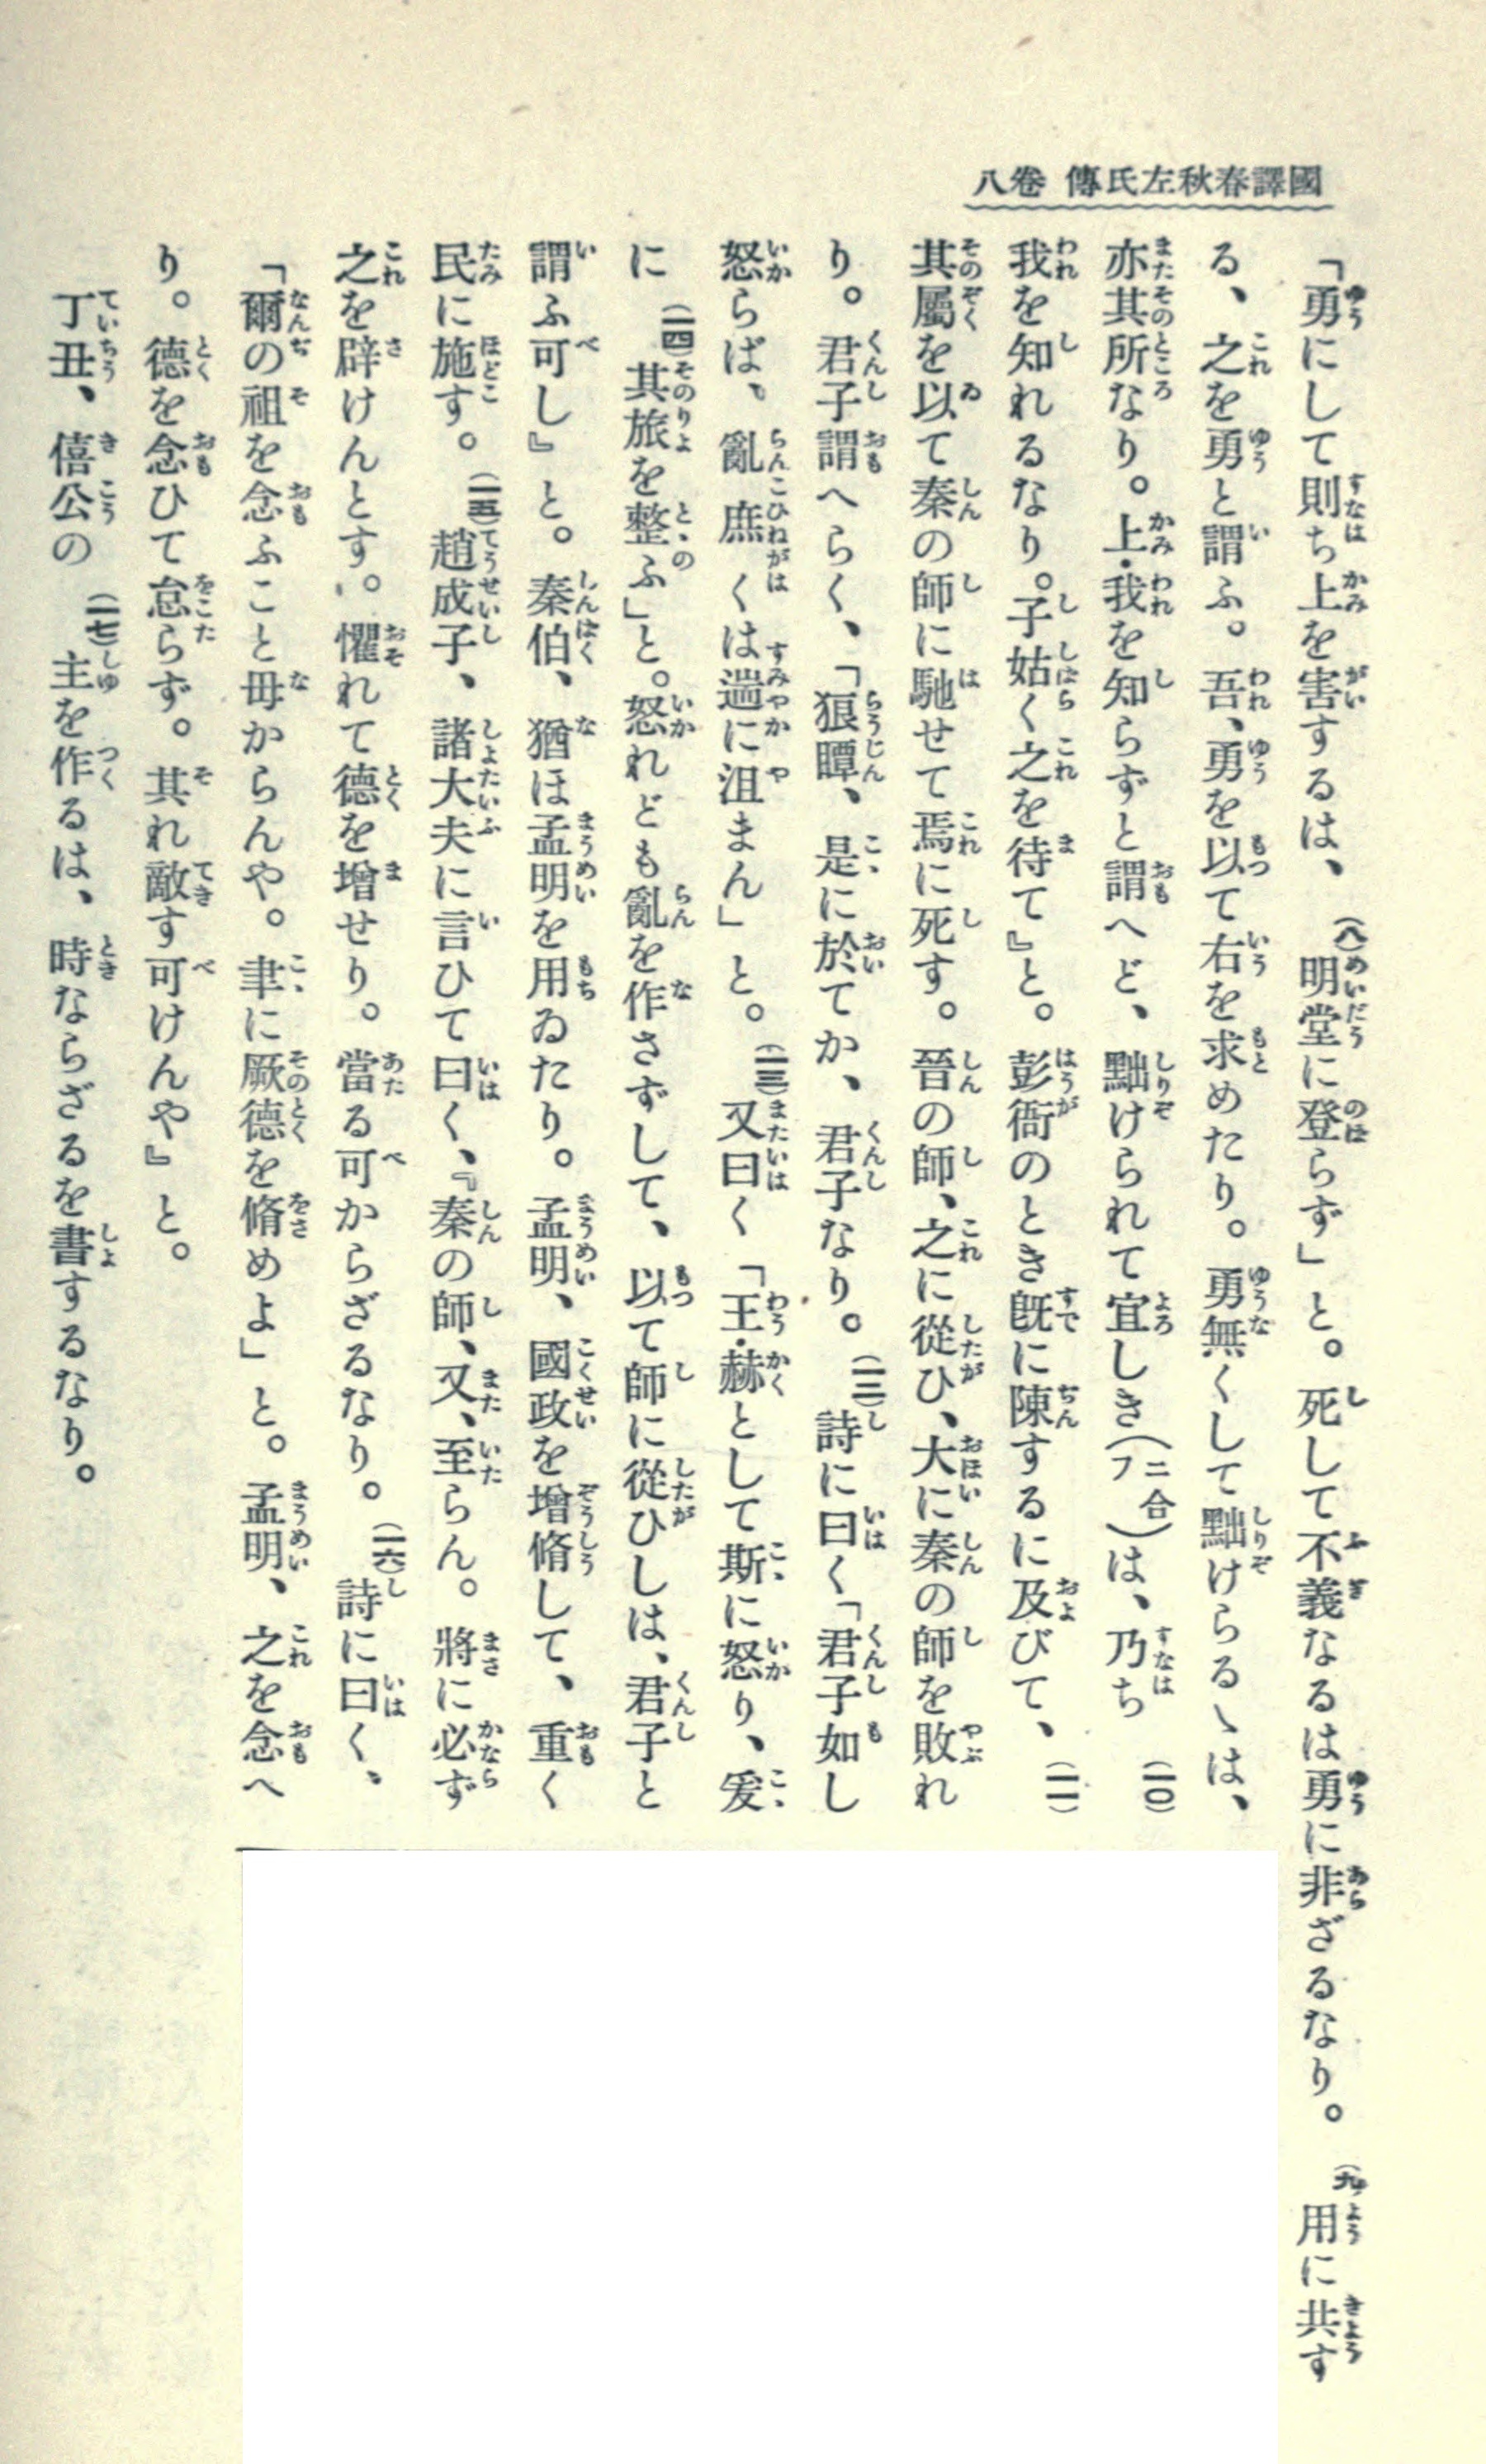 國譯春秋左氏傳 卷八
「勇にして則ち上を害するは、(八)明堂に登らず」と。死して不義なるは勇に非ざるなり。(九)用に共す
る、之を勇と謂ふ。吾、勇を以て右を求めたり。勇無くして黜けらるゝは、
亦其所なり。上・我を知らずと謂へど、黜けられて宜しき(フニ合)は、乃ち(一〇)
我を知れるなり。子姑く之を待て』と。彭衙のとき旣に陳するに及びて、(一一)
其屬を以て秦の師に馳せて焉に死す。晉の師、之に從ひ、大に秦の師を敗れ
り。君子謂へらく、「狼瞫、是に於てか、君子なり。(一二)詩に曰く「君子如し
怒らば、亂庶くは遄に沮まん」と。(一三)又曰く「王・赫として斯に怒り、爰
に(一四)其旅を整ふ」と。怒れども亂を作さずして、以て師に從ひしは、君子と
謂ふ可し』と。秦伯、猶ほ孟明を用ゐたり。孟明、國政を增脩して、重く
民に施す。(一五)趙成子、諸大夫に言ひて曰く、『秦の師、又、至らん。將に必ず
之を辟けんとす。懼れて德を增せり。當る可からざるなり。(一六)詩に曰く、
「爾の祖を念ふこと毋からんや。聿に厥德を脩めよ」と。孟明、之を念へ
り。德を念ひて怠らず。其れ敵す可けんや』と。
丁丑、僖公の(一七)主を作るは、時ならざるを書するなり。